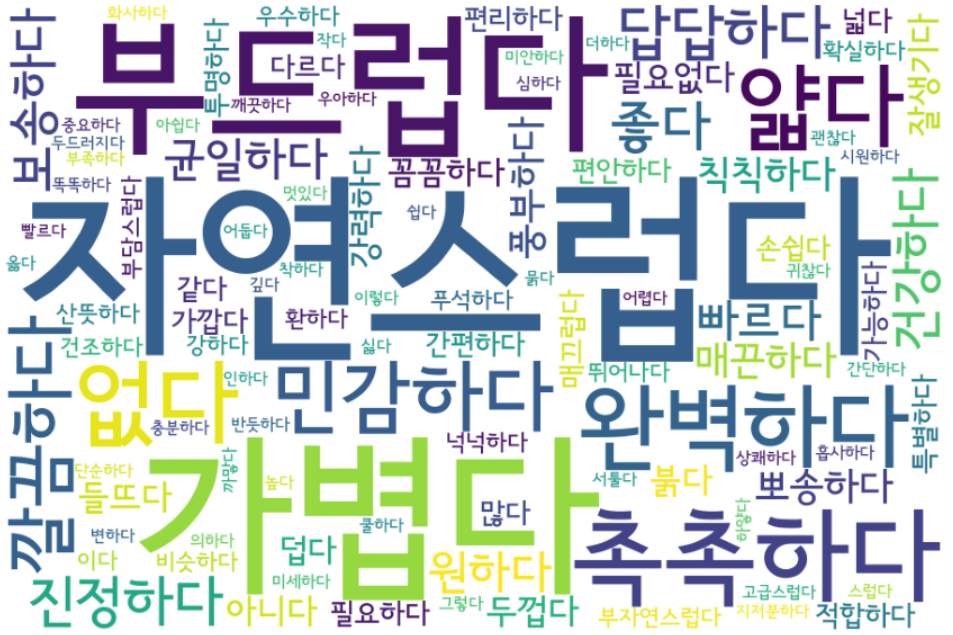 화사하다
우수하다
편리하다
답답하다
넓다
보송하다
부드럽다
투명하다
작다
미안하다
더하다
확실하다
잘생기다
다르다
심하다
필요없다
얇다
깨끗하다
우아하다
좋다
중요하다
아쉽다
괜찮다
두드러지다
균일하다
시원하다
부족하다
꼼꼼하다
풍부하다
편안하다
칙칙하다
똑똑하다
부담스럽다
멋있다
강력하다
건강하다
자연스럽다
쉽다
빨르다
어둡다
손쉽다
옳다
착하다
귀찮다
같다
깊다
묽다
이렇다
푸석하다
어렵다
가능하다
산뜻하다
가깝다
환하다
매끄럽다
빠르다
건조하다
강하다
싫다
간편하다
매끈하다
깔끔하다
없다
인하다
민감하다
뛰어나다
간단하다
완벽하다
특별하다
충분하다
반듯하다
넉넉하다
상쾌하다
흡사하다
단순하다
까맣다
가볍다
높다
서툴다
붉다
뽀송하다
들뜨다
많다
하얗다
촉촉하다
변하다
의하다
쿨하다
이다
비슷하다
덥다
원하다
미세하다
진정하다
아니다
필요하다
그렇다
두껍다
고급스럽다
스럽다
부자연스럽다
지저분하다
적합하다